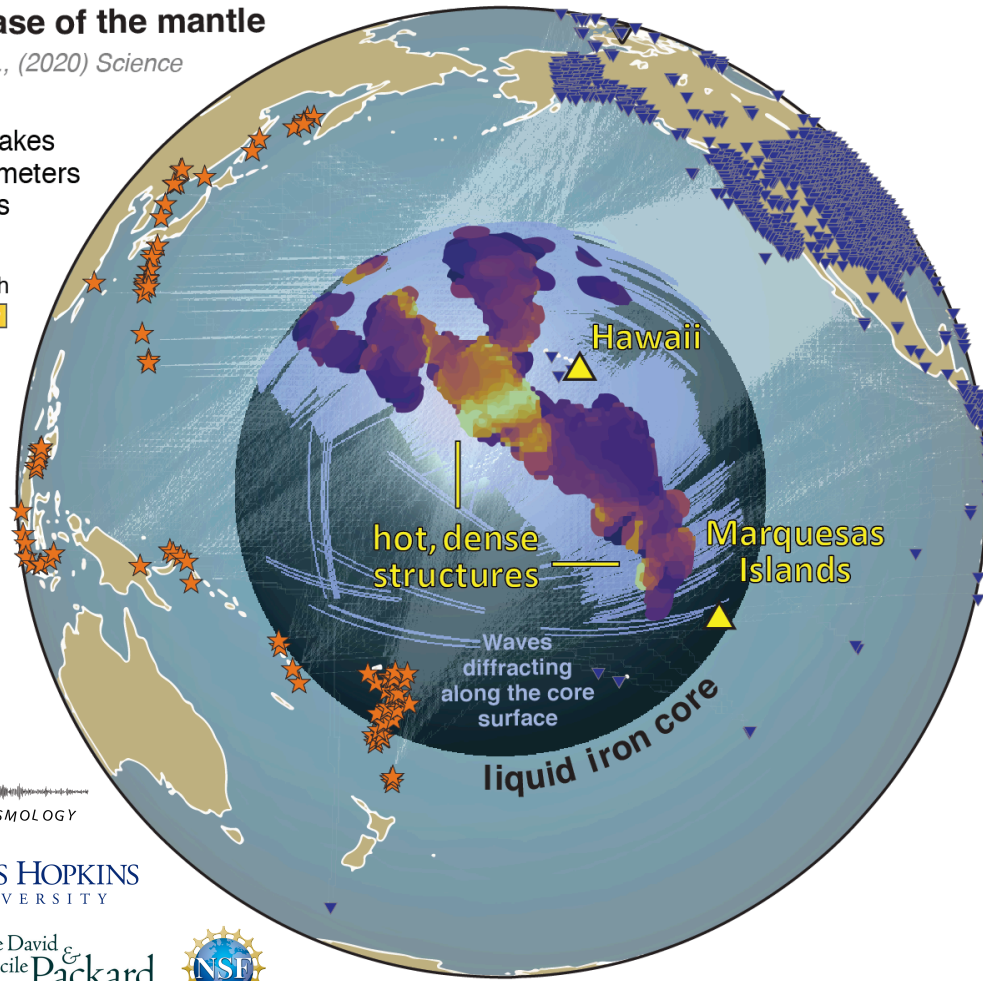 ase of the mantle
., (2020) Science
akes
meters
s
h
Hawaii
hot, dense
structures
Marquesas
Islands
Waves
diffracting
along the core
surface
liquid iron core
SMOLOGY
S HOPKINS
VERSITY
e David &
cile Packard
NSF